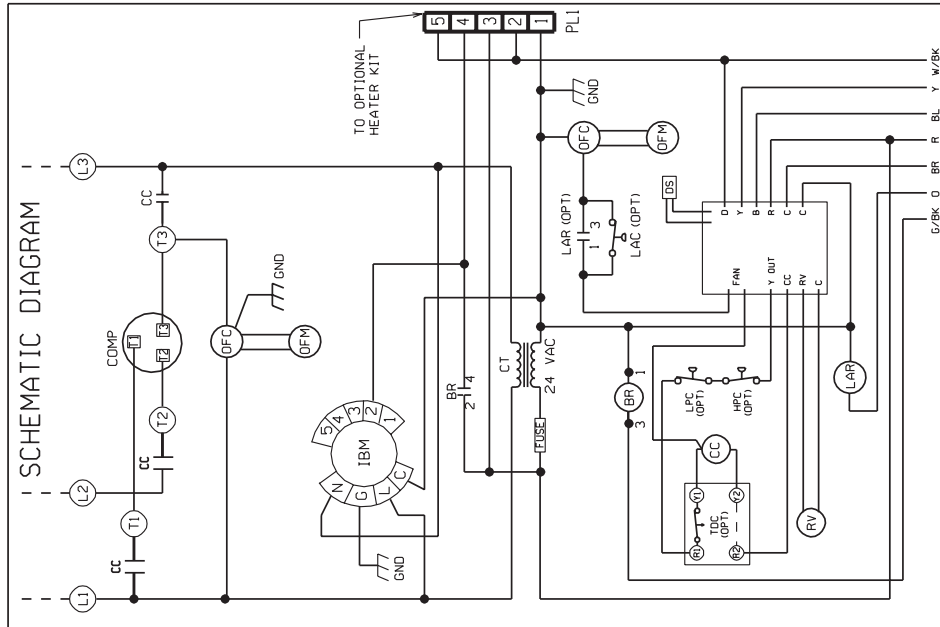 SCHEMATIC DIAGRAM
L1
L2
L3
CC
CC
CC
T1
T2
T3
COMP
T1
T2
T3
OFC
OFM
GND
TO OPTIONAL
HEATER KIT
5
4
3
2
1
PL1
GND
IBM
5
4
3
2
1
N
G
L
C
GND
BR
2
4
CT
24 VAC
FUSE
OFC
OFM
LAR (OPT)
1
3
LAC (OPT)
DS
O
Y
B
R
C
C
FAN
Y OUT
CC
RV
C
BR
1
3
LPC
(OPT)
HPC
(OPT)
CC
TDC
(OPT)
R1
Y1
R2
Y2
RV
LAR
W/BK
Y
BL
R
BR
O
G/BK